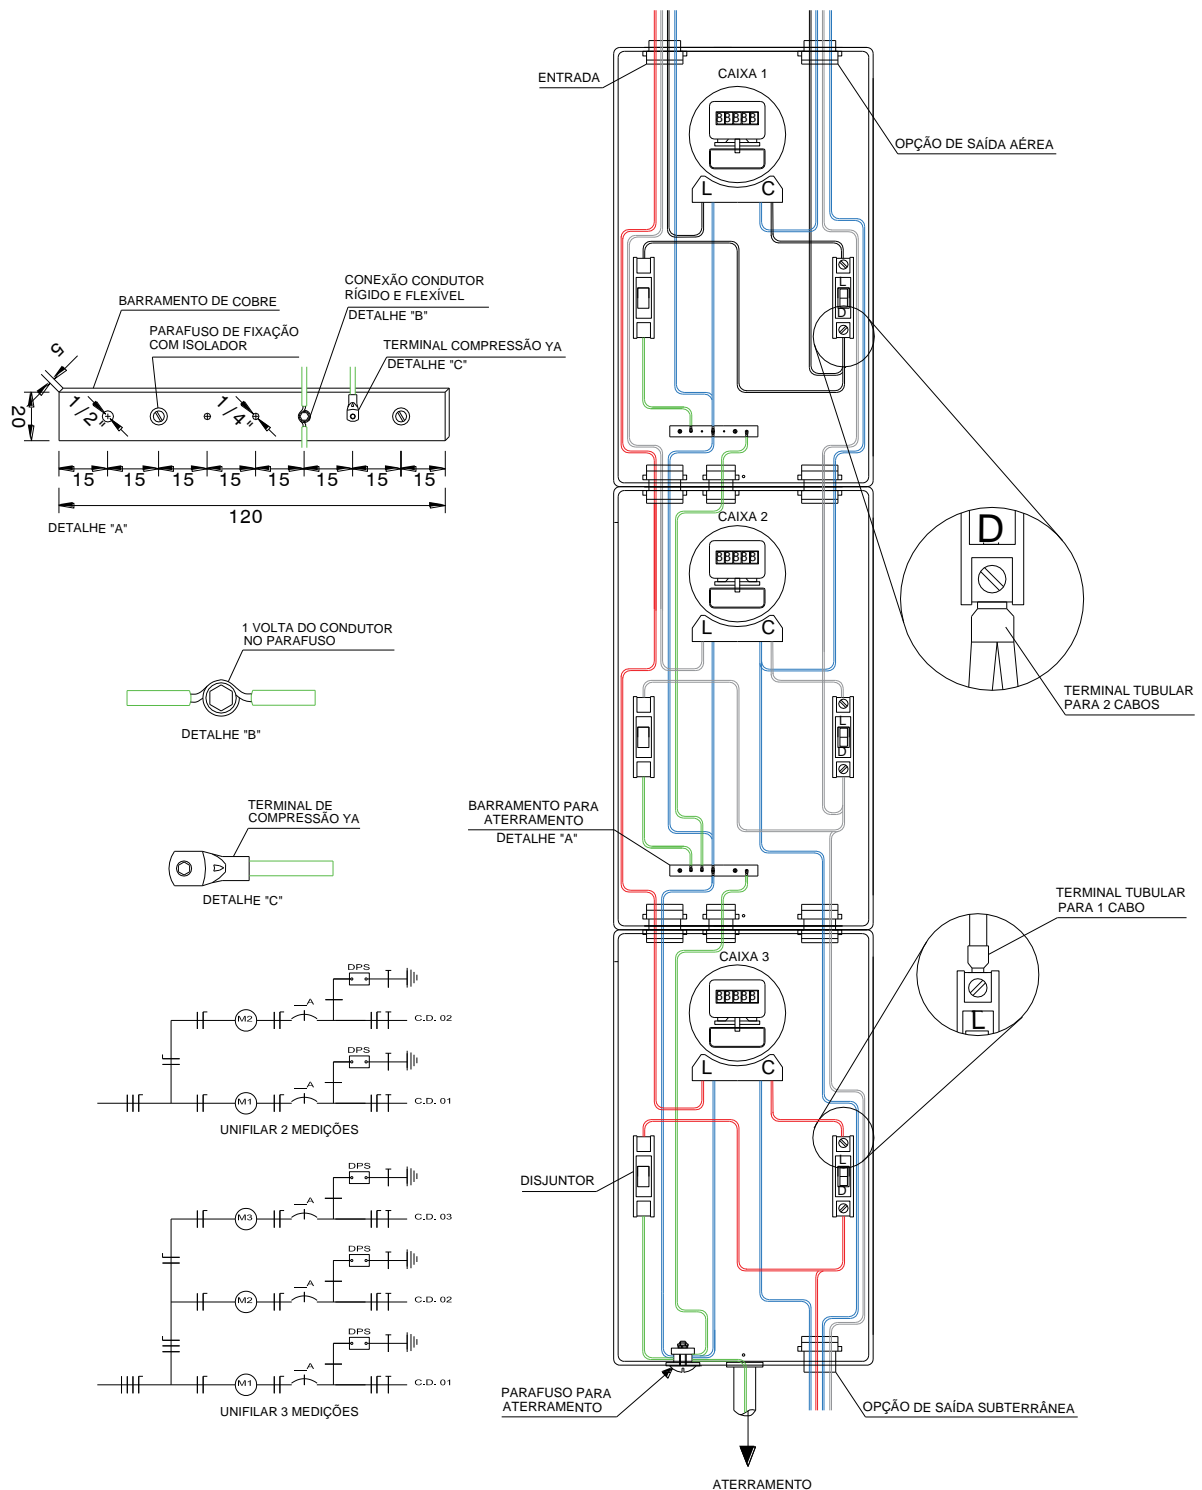 ENTRADA
CAIXA 1
88888
L C
OPÇÃO DE SAÍDA AÉREA
L
D
BARRAMENTO DE COBRE
PARAFUSO DE FIXAÇÃO
COM ISOLADOR
CONEXÃO CONDUTOR
RÍGIDO E FLEXÍVEL
DETALHE "B"
TERMINAL COMPRESSÃO YA
DETALHE "C"
5
20
1/2"
1/4"
15 15 15 15 15 15 15 15
120
DETALHE "A"
CAIXA 2
88888
L C
D
TERMINAL TUBULAR
PARA 2 CABOS
1 VOLTA DO CONDUTOR
NO PARAFUSO
DETALHE "B"
L
D
TERMINAL DE
COMPRESSÃO YA
DETALHE "C"
BARRAMENTO PARA
ATERRAMENTO
DETALHE "A"
TERMINAL TUBULAR
PARA 1 CABO
L
CAIXA 3
88888
L C
DPS
M2
A
C.D. 02
DPS
M1
A
C.D. 01
UNIFILAR 2 MEDIÇÕES
DISJUNTOR
L
D
DPS
M3
A
C.D. 03
DPS
M2
A
C.D. 02
DPS
M1
A
C.D. 01
UNIFILAR 3 MEDIÇÕES
PARAFUSO PARA
ATERRAMENTO
OPÇÃO DE SAÍDA SUBTERRÂNEA
ATERRAMENTO